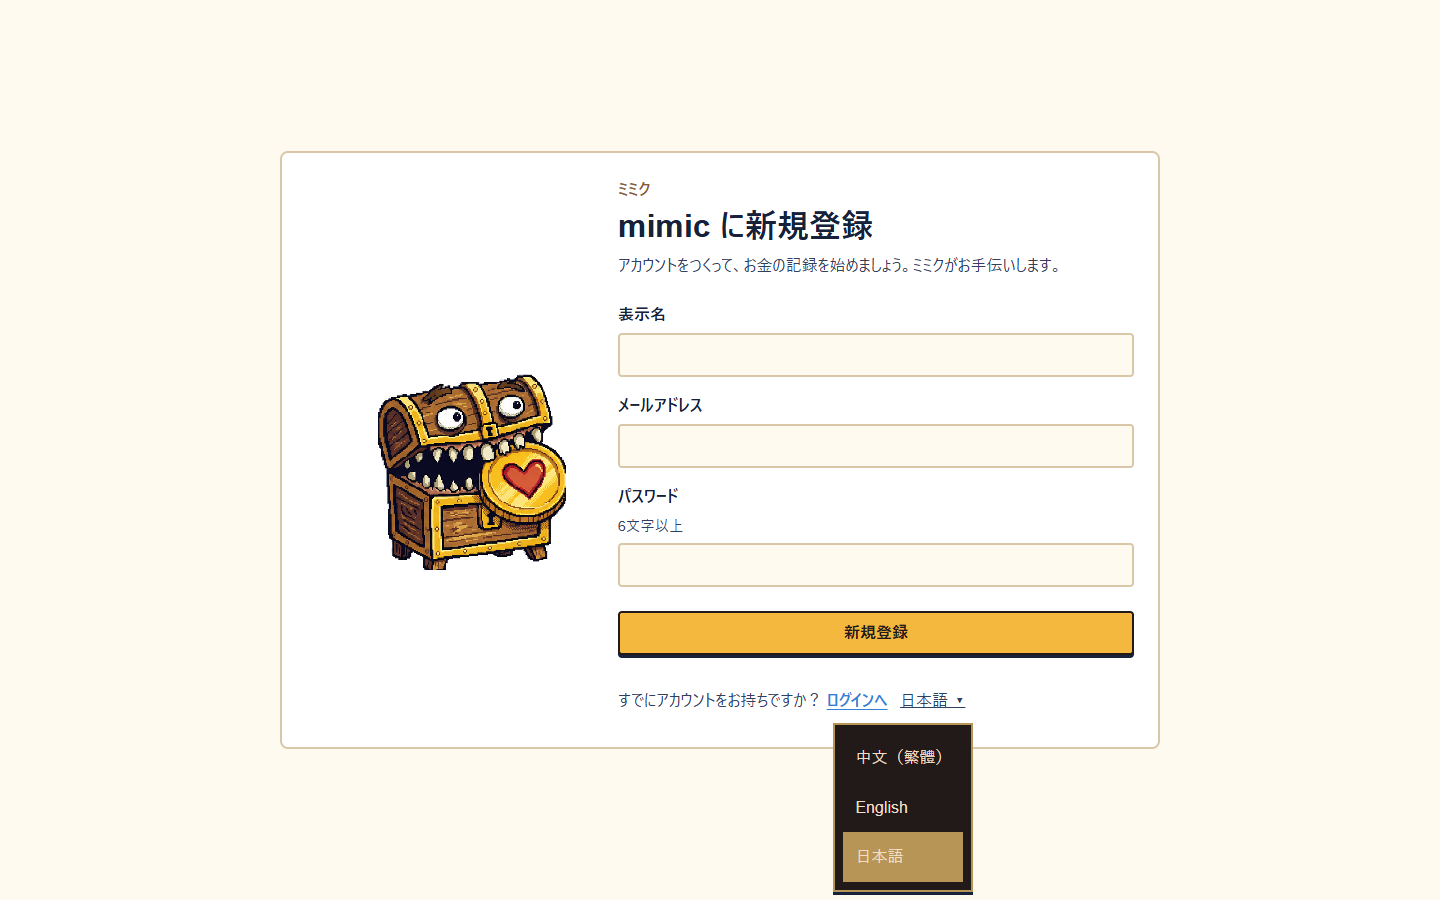 ミミク
mimic に新規登録
アカウントをつくって、お金の記録を始めましょう。ミミクがお手伝いします。
表示名
メールアドレス
パスワード
6文字以上
新規登録
すでにアカウントをお持ちですか？ ログインへ 日本語 ▼
中文（繁體）
English
日本語